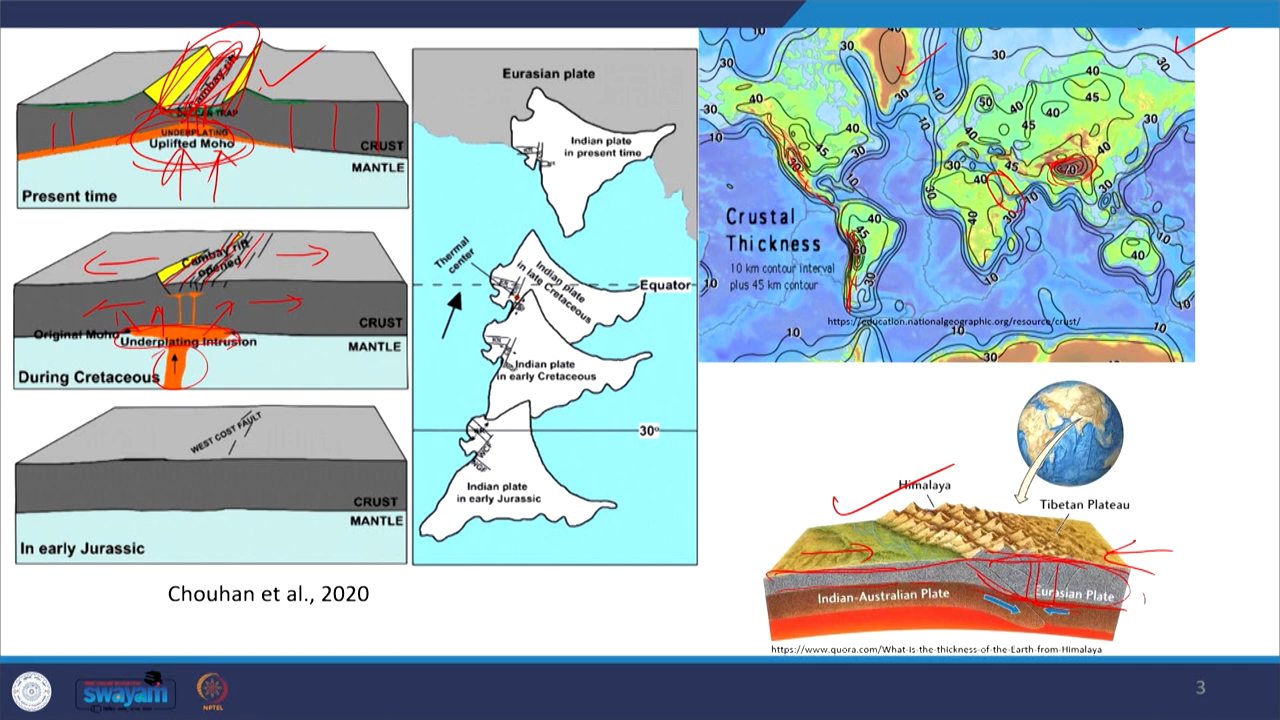 Cambay rift
DECCAN TRAP
UNDERPLATING
Uplifted Moho
CRUST
MANTLE
Present time
Cambay rift
opened
CRUST
Original Moho
Underplating Intrusion
MANTLE
During Cretaceous
WEST COST FAULT
CRUST
MANTLE
In early Jurassic
Chouhan et al., 2020
Eurasian plate
Indian plate
in present time
Thermal
center
Indian plate
in late Cretaceous
Equator
Indian plate
in early Cretaceous
30°
WCF
NGF
Indian plate
in early Jurassic
Crustal
Thickness
10 km contour interval
plus 45 km contour
https://education.nationalgeographic.org/resource/crust/
Himalaya
Tibetan Plateau
Indian-Australian Plate
Eurasian Plate
https://www.quora.com/What-is-the-thickness-of-the-Earth-from-Himalaya
swayam
NPTEL
3